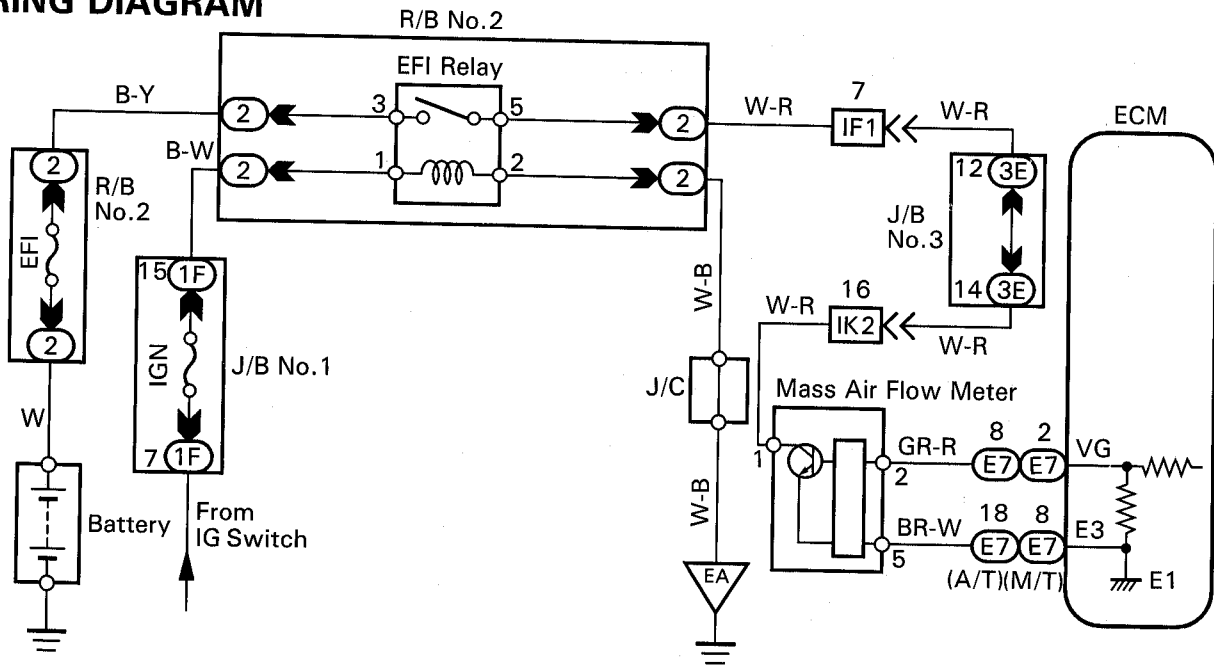 RING DIAGRAM
R/B No.2
EFI Relay
B-Y
2
3
5
2
W-R
7
IF1
W-R
ECM
B-W
2
1
2
2
2
R/B
No.2
EFI
2
12
3E
J/B
No.3
14
3E
15
1F
IGN
J/B No.1
7
1F
W-B
W-R
16
IK2
W-R
J/C
Mass Air Flow Meter
W
Battery
From
IG Switch
1
2
GR-R
8
2
E7
E7
VG
W-B
5
BR-W
18
8
E7
E7
E3
(A/T)
(M/T)
E1
EA